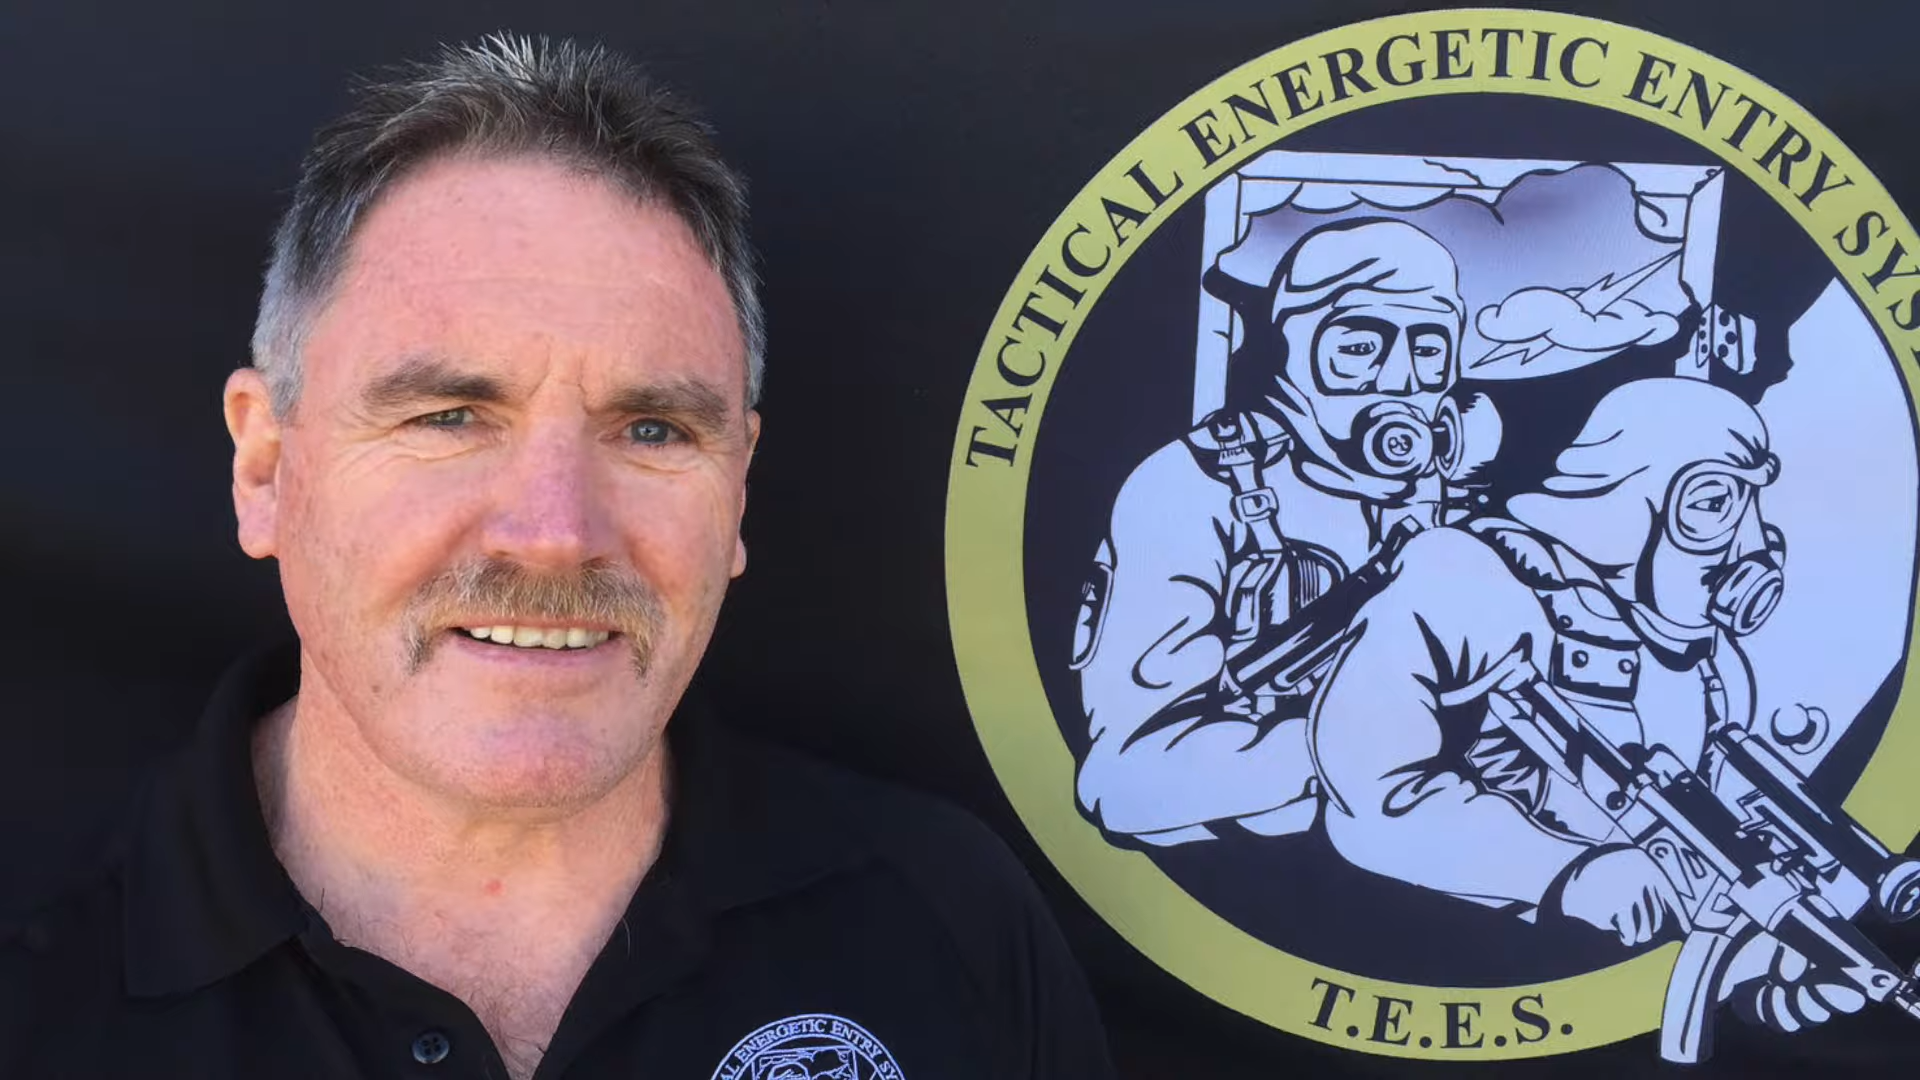 TACTICAL ENERGETIC ENTRY SYS
T.E.E.S.
ENERGETIC ENTRY